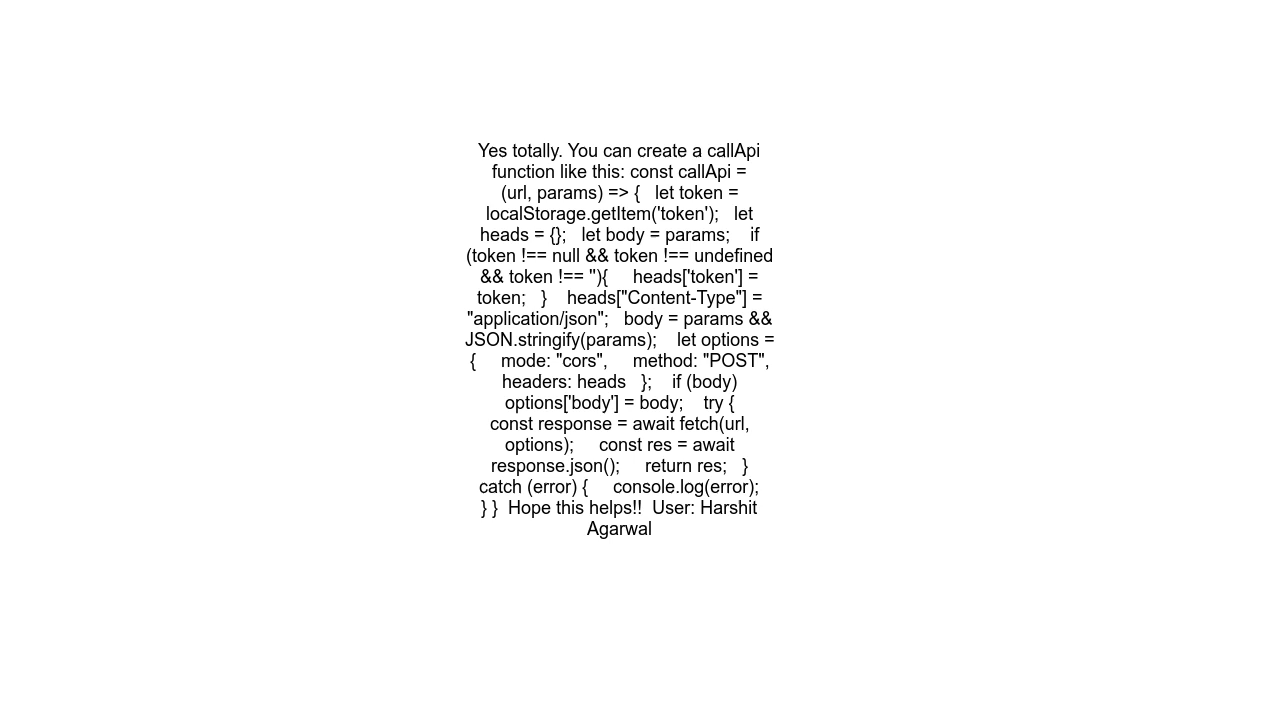 Yes totally. You can create a callApi
function like this: const callApi =
(url, params) => {   let token =
localStorage.getItem('token');   let
heads = {};   let body = params;    if
(token !== null && token !== undefined
&& token !== ''){     heads['token'] =
token;   }    heads["Content-Type"] =
"application/json";   body = params &&
JSON.stringify(params);    let options =
{     mode: "cors",     method: "POST",
headers: heads   };    if (body)
options['body'] = body;    try {
const response = await fetch(url,
options);     const res = await
response.json();     return res;   }
catch (error) {     console.log(error);
} }  Hope this helps!!  User: Harshit
Agarwal